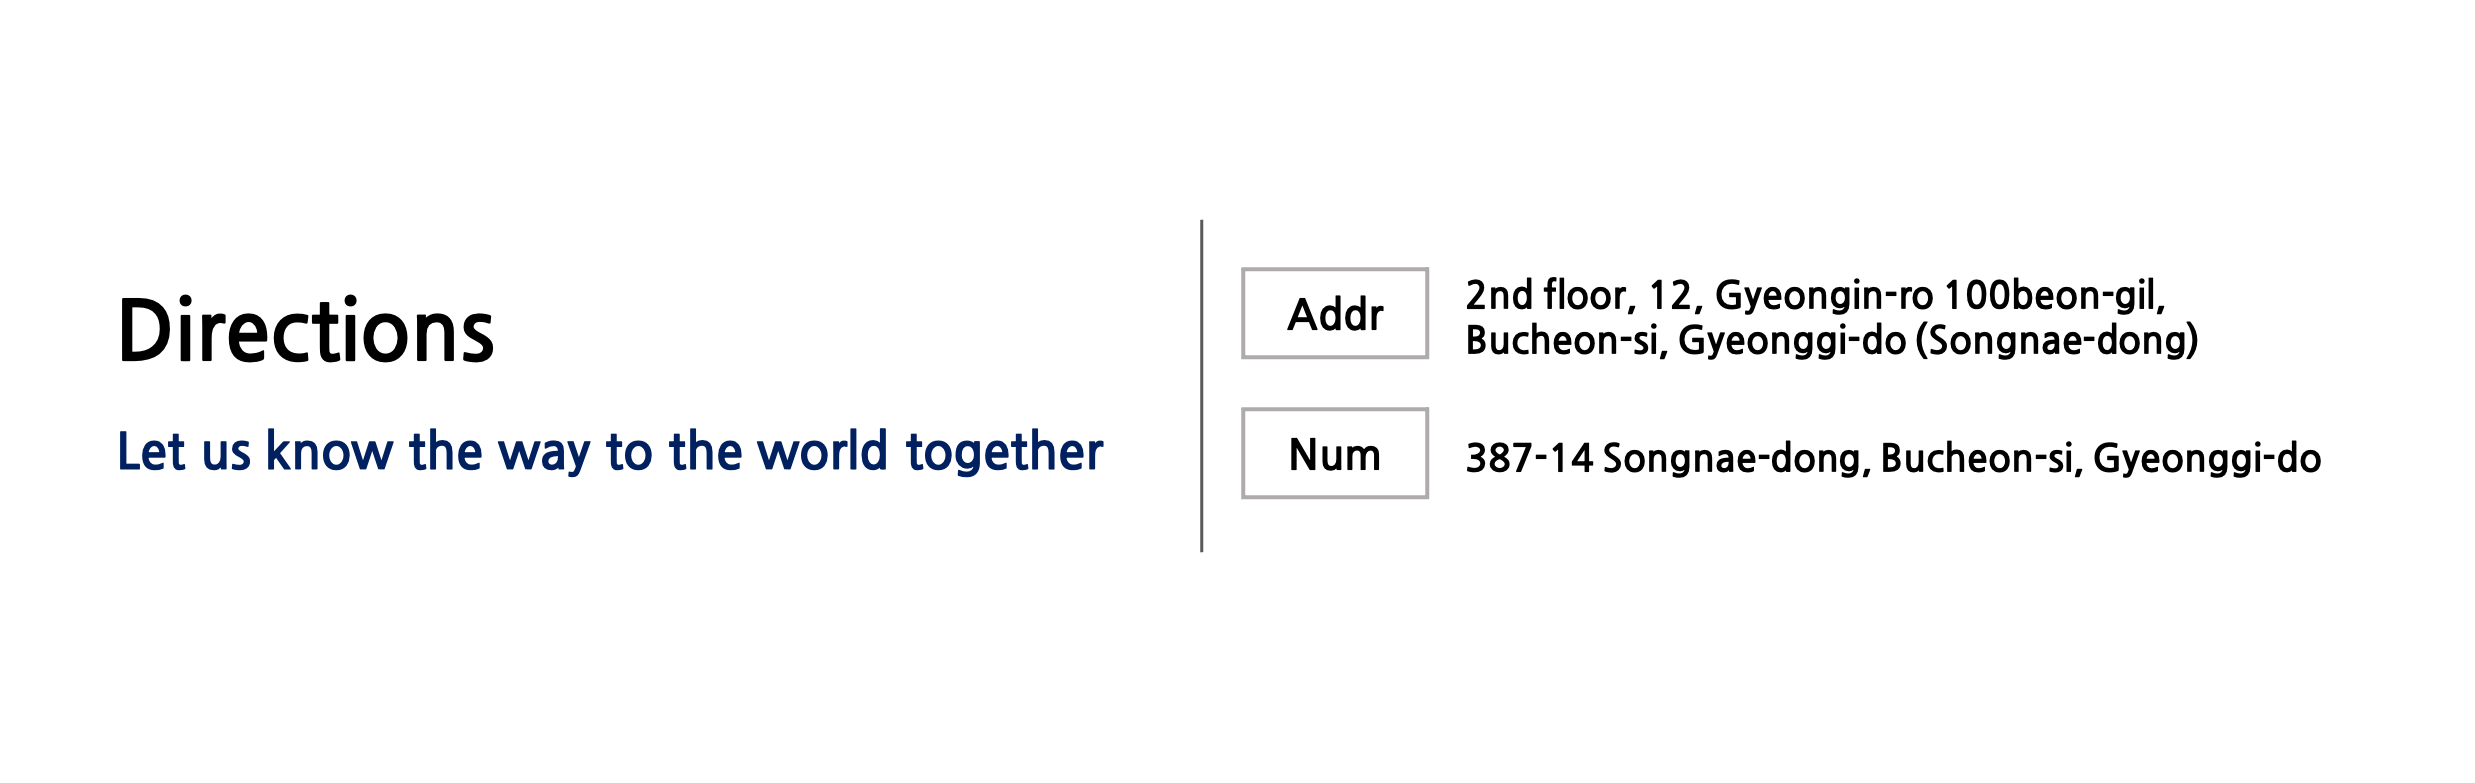 Directions
Let us know the way to the world together
Addr
2nd floor, 12, Gyeongin-ro 100beon-gil,
Bucheon-si, Gyeonggi-do (Songnae-dong)
Num
387-14 Songnae-dong, Bucheon-si, Gyeonggi-do